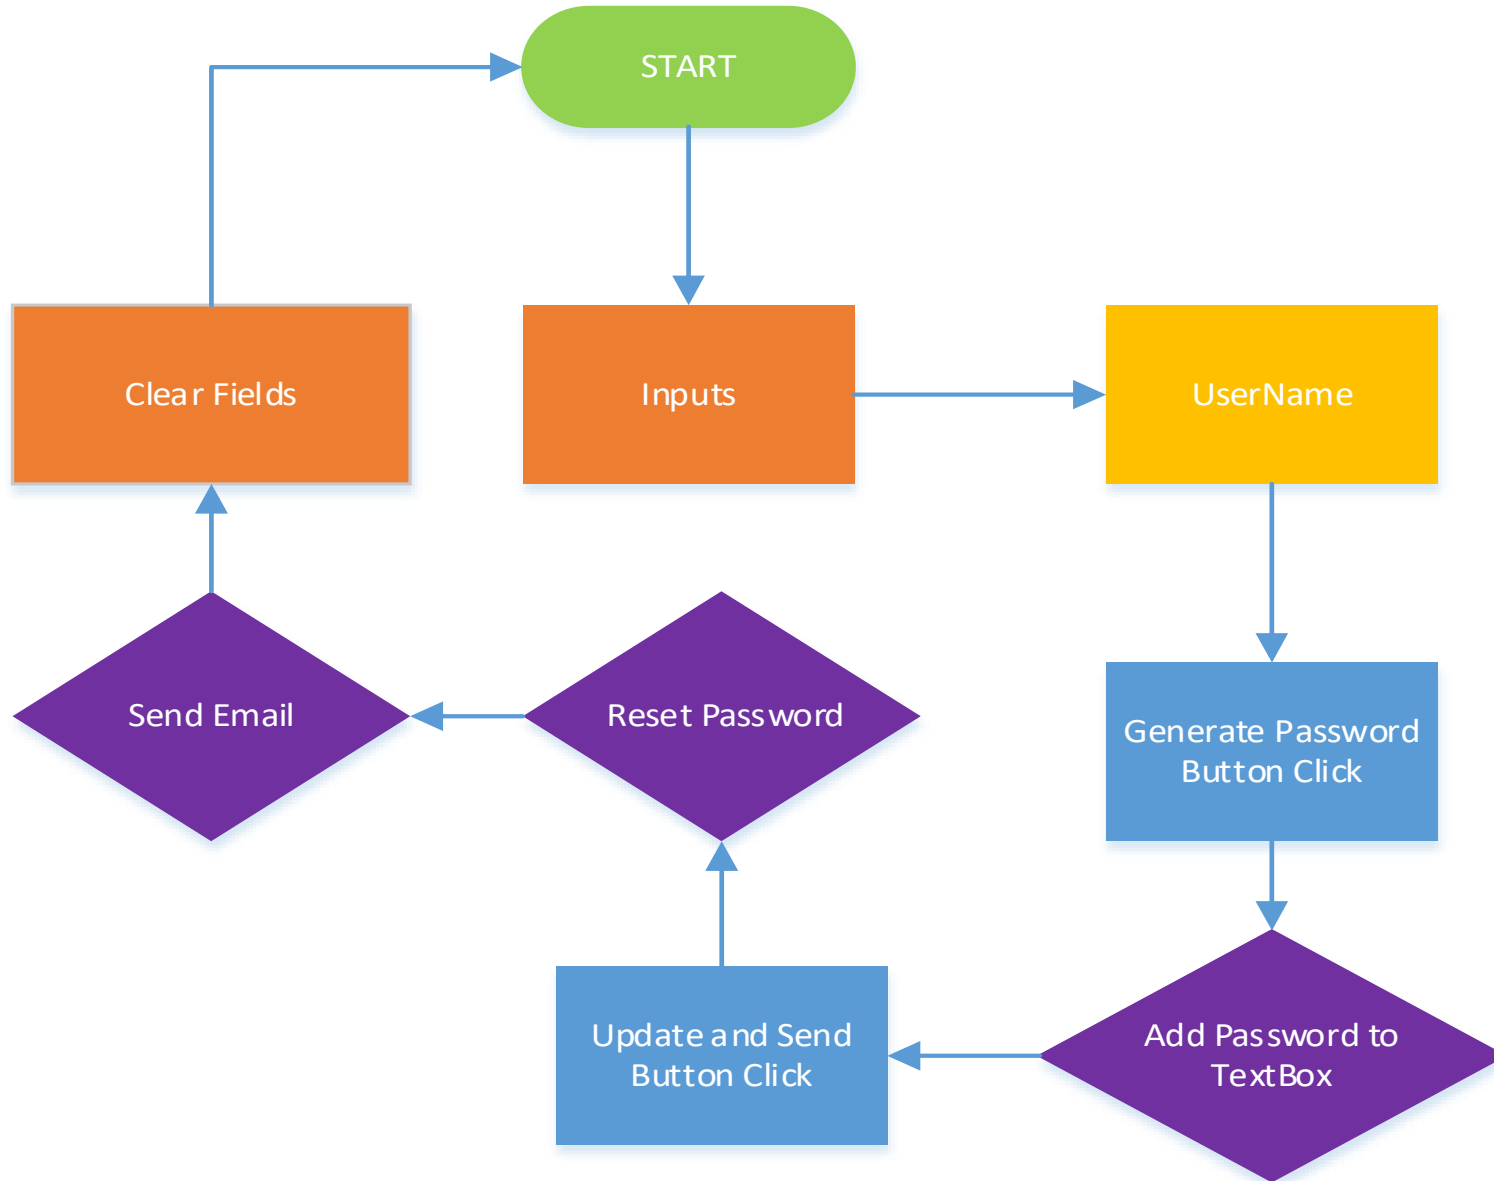 START
Clear Fields
Inputs
UserName
Send Email
Reset Password
Generate Password
Button Click
Update and Send
Button Click
Add Password to
TextBox